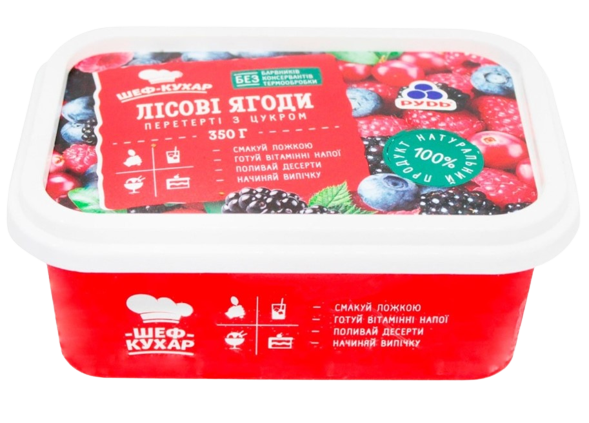 ШЕФ-КУХАР
ЛІСОВІ ЯГОДИ
ПЕРЕТЕРТІ З ЦУКРОМ
350 Г
СМАКУЙ ЛОЖКОЮ
ГОТУЙ ВІТАМІННІ НАПОЇ
ПОЛИВАЙ ДЕСЕРТИ
НАЧИНЯЙ ВИПІЧКУ
БЕЗ
БАРВНИКІВ
КОНСЕРВАНТІВ
ТЕРМООБРОБКИ
РУДЬ
ПРОДУКТ НАТУРАЛЬНИЙ
100%
-ШЕФ-
КУХАР
СМАКУЙ ЛОЖКОЮ
ГОТУЙ ВІТАМІННІ НАПОЇ
ПОЛИВАЙ ДЕСЕРТИ
НАЧИНЯЙ ВИПІЧКУ